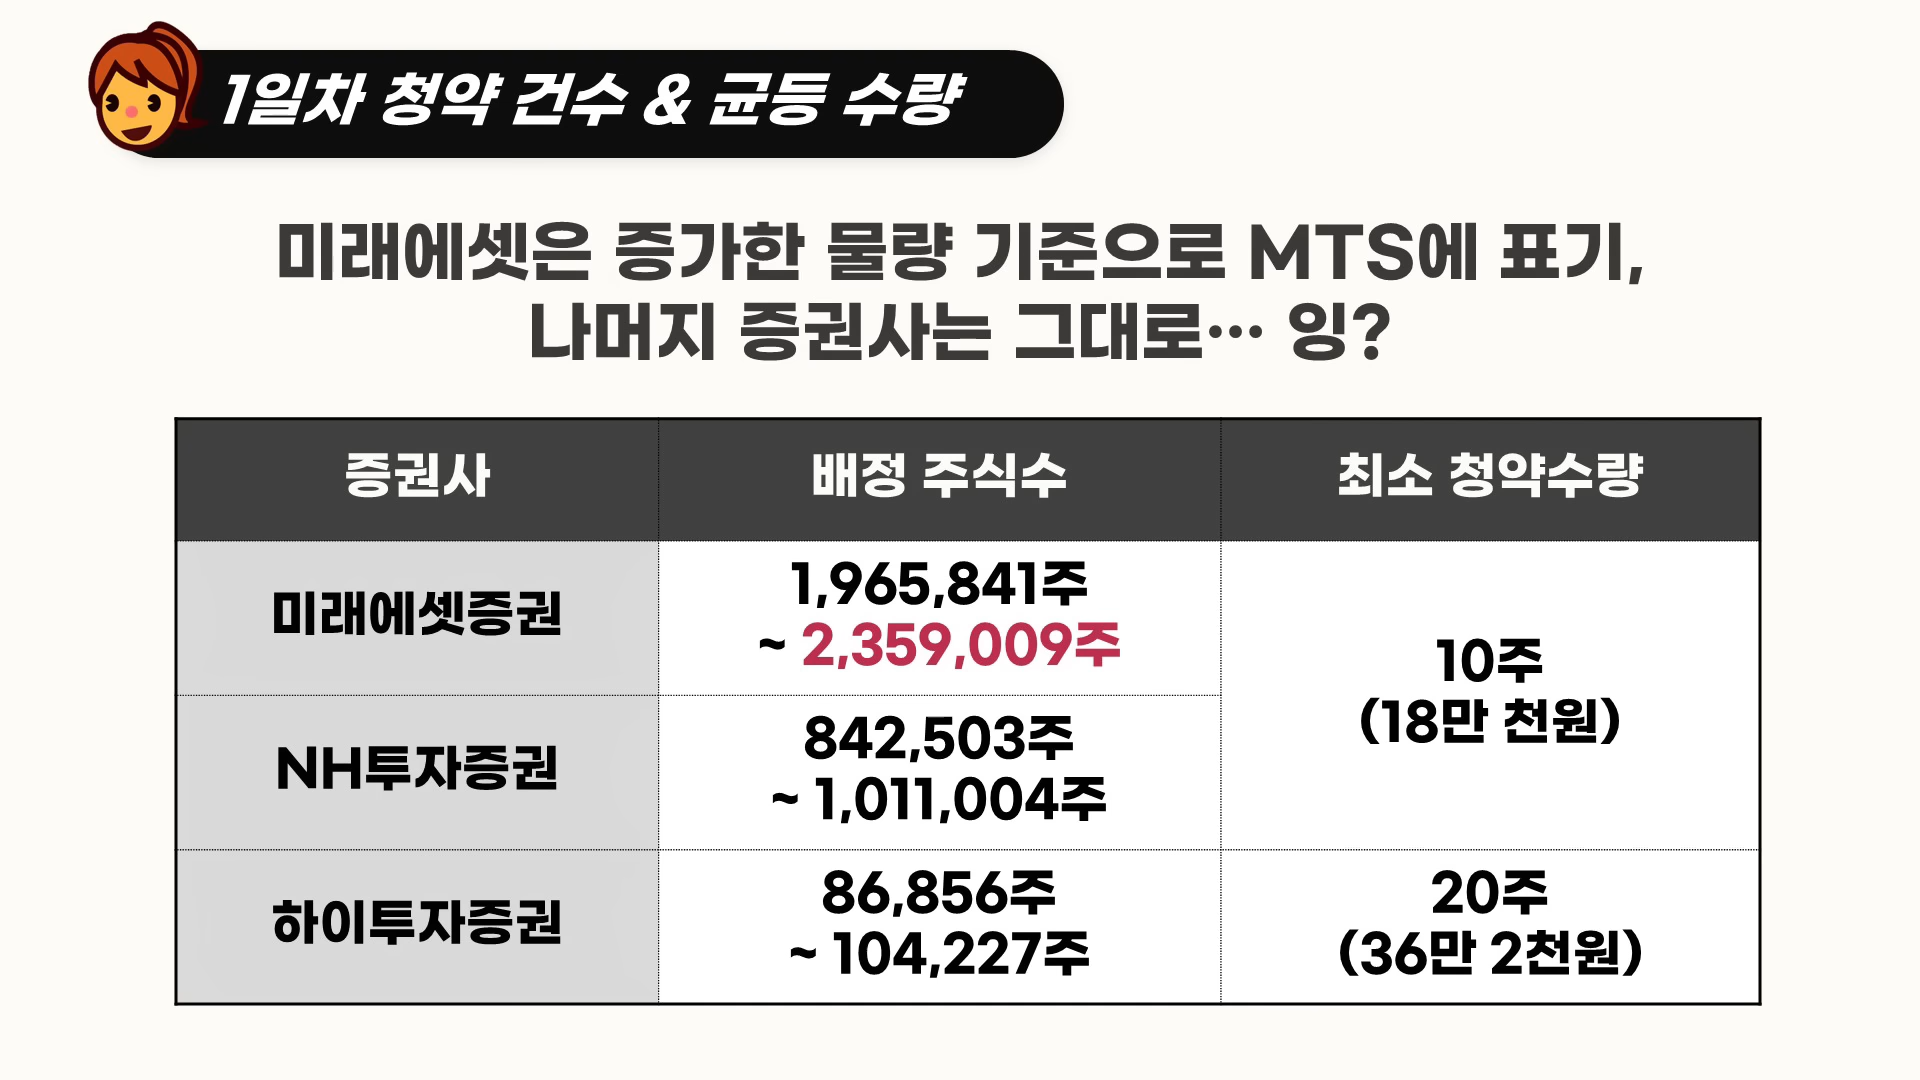 1일차 청약 건수 & 균등 수량
미래에셋은 증가한 물량 기준으로 MTS에 표기,
나머지 증권사는 그대로… 잉?
증권사 배정 주식수 최소 청약수량
미래에셋증권
1,965,841주
~ 2,359,009주
10주
(18만 천원)
NH투자증권
842,503주
~ 1,011,004주
하이투자증권
86,856주
~ 104,227주
20주
(36만 2천원)